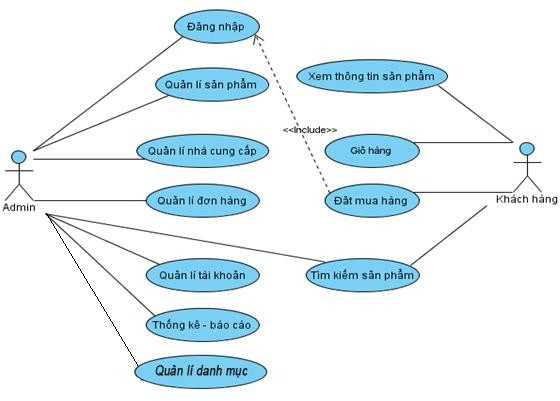 Đăng nhập
Xem thông tin sản phẩm
Quản lí sản phẩm
<<Include>>
Quản lí nhà cung cấp
Giỏ hàng
Admin
Quản lí đơn hàng
Đặt mua hàng
Khách hàng
Quản lí tài khoản
Tìm kiếm sản phẩm
Thống kê - báo cáo
Quản lí danh mục